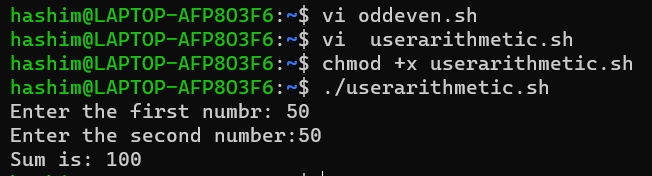 hashim@LAPTOP-AFP8O3F6:~$ vi oddeven.sh
hashim@LAPTOP-AFP8O3F6:~$ vi  userarithmetic.sh
hashim@LAPTOP-AFP8O3F6:~$ chmod +x userarithmetic.sh
hashim@LAPTOP-AFP8O3F6:~$ ./userarithmetic.sh
Enter the first numbr: 50
Enter the second number:50
Sum is: 100